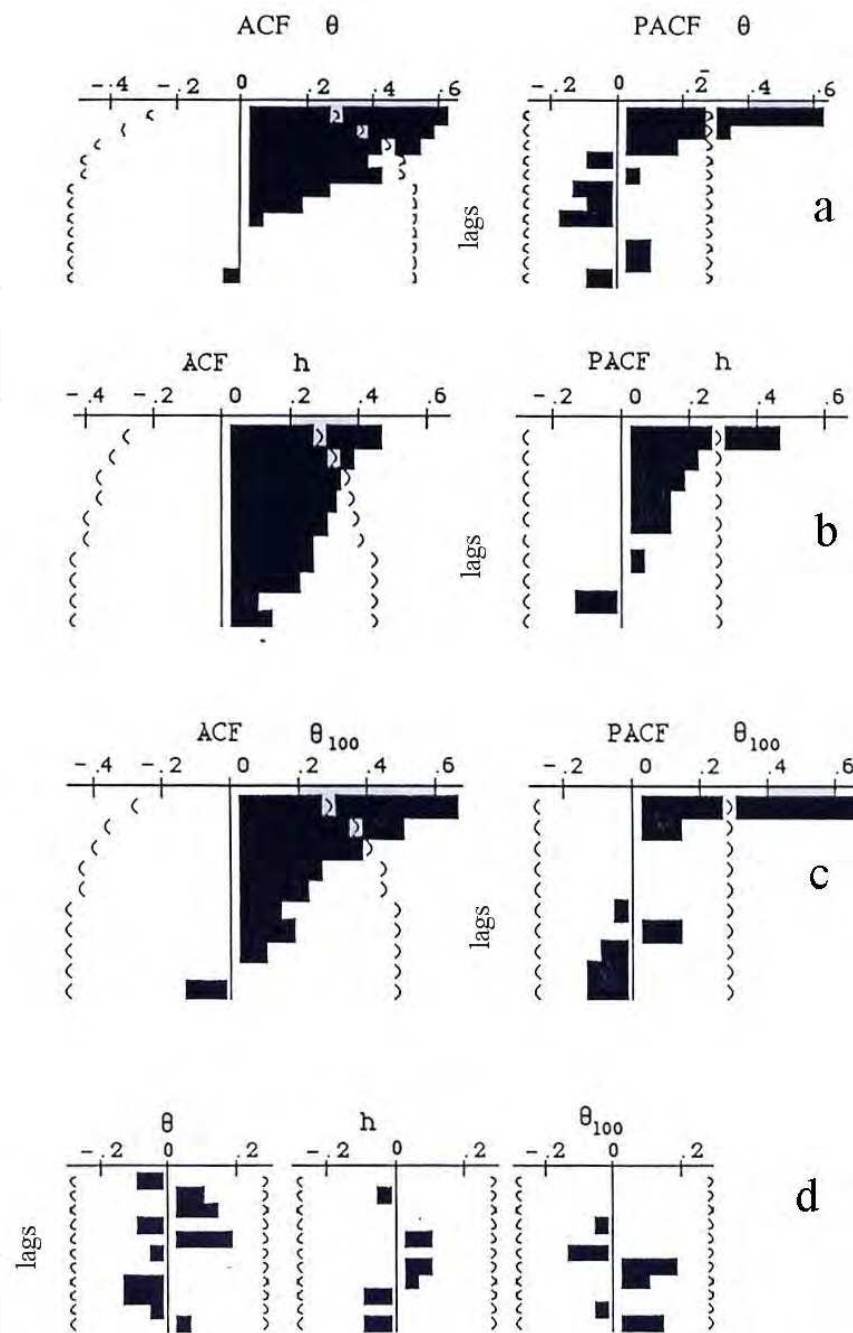 ACF θ PACF θ
-.4 -.2 0 .2 .4 .6 -.2 0 .2 .4 .6
lags a
ACF h PACF h
-.4 -.2 0 .2 .4 .6 -.2 0 .2 .4 .6
lags b
ACF θ100 PACF θ100
-.4 -.2 0 .2 .4 .6 -.2 0 .2 .4 .6
lags c
θ h θ100
-.2 0 .2 -.2 0 .2 -.2 0 .2
lags d